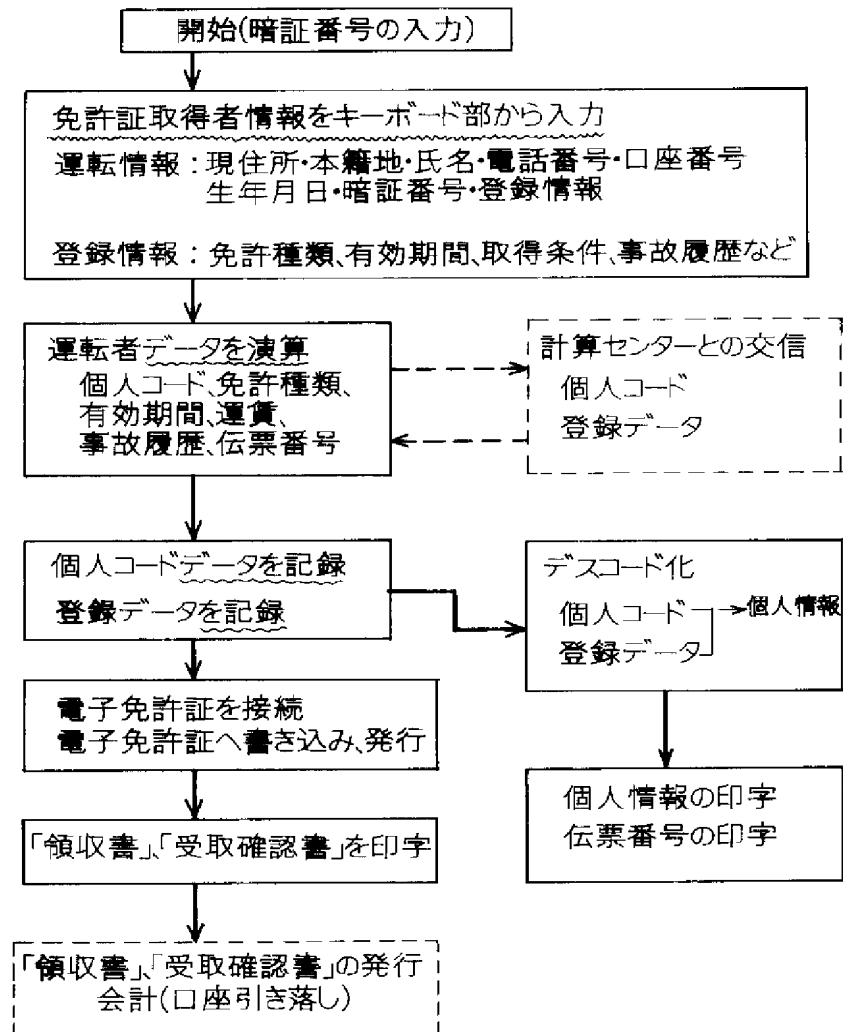 開始(暗証番号の入力)
免許証取得者情報をキーボード部から入力
運転情報:現住所・本籍地・氏名・電話番号・口座番号
生年月日・暗証番号・登録情報
登録情報:免許種類、有効期間、取得条件、事故履歴など
運転者データを演算
個人コード、免許種類、
有効期間、運賃、
事故履歴、伝票番号
計算センターとの交信
個人コード
登録データ
個人コードデータを記録
登録データを記録
デスコード化
個人コード
個人情報
登録データ
電子免許証を接続
電子免許証へ書き込み、発行
個人情報の印字
伝票番号の印字
「領収書」、「受取確認書」を印字
「領収書」、「受取確認書」の発行
会計(口座引き落し)